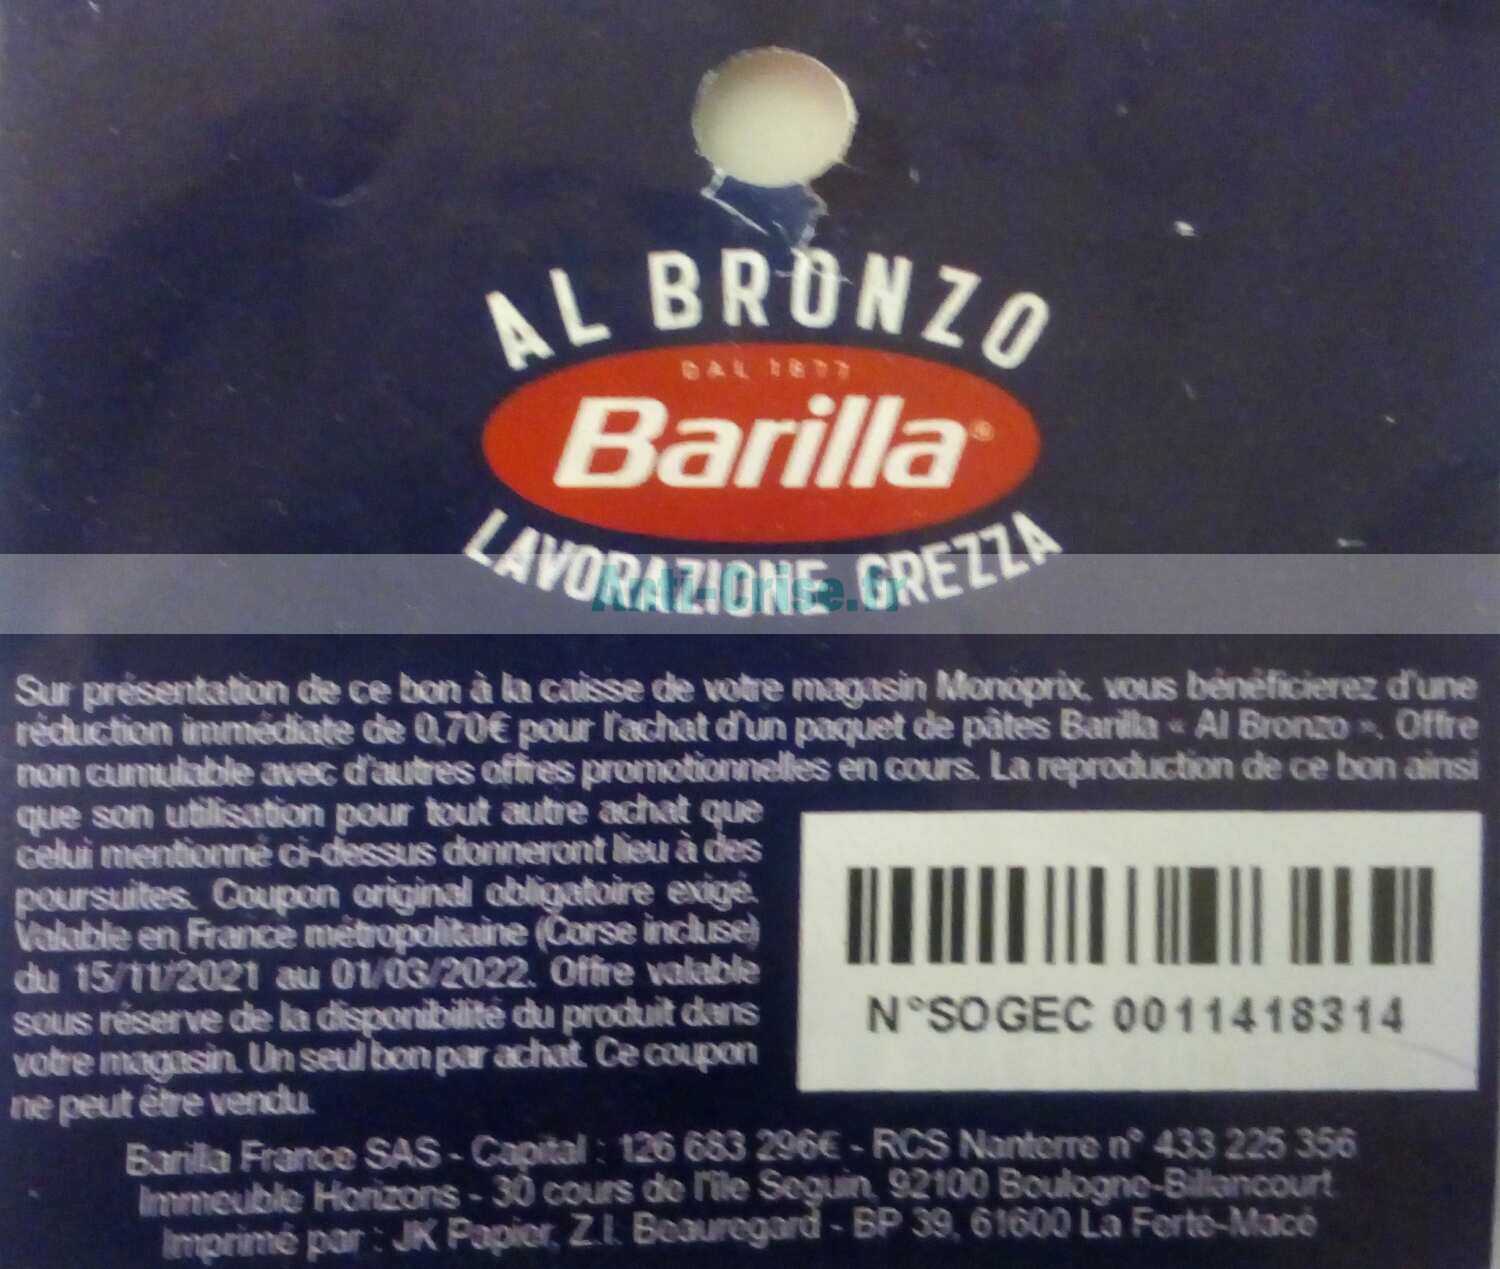 AL BRONZO
DAL 1877
Barilla®
LAVORAZIONE GREZZA
Anti-Crise.fr
Sur présentation de ce bon à la caisse de votre magasin Monoprix, vous bénéficierez d'une
réduction immédiate de 0,70€ pour l'achat d'un paquet de pâtes Barilla « Al Bronzo ». Offre
non cumulable avec d'autres offres promotionnelles en cours. La reproduction de ce bon ainsi
que son utilisation pour tout autre achat que
celui mentionné ci-dessus donneront lieu à des
poursuites. Coupon original obligatoire exigé.
Valable en France métropolitaine (Corse incluse)
du 15/11/2021 au 01/03/2022. Offre valable
sous réserve de la disponibilité du produit dans
votre magasin. Un seul bon par achat. Ce coupon
ne peut être vendu.
N°SOGEC 0011418314
Barilla France SAS - Capital : 126 683 296€ - RCS Nanterre n° 433 225 356
Immeuble Horizons - 30 cours de l'île Seguin, 92100 Boulogne-Billancourt
Imprimé par : JK Papier, Z.I. Beauregard - BP 39, 61600 La Ferté-Macé